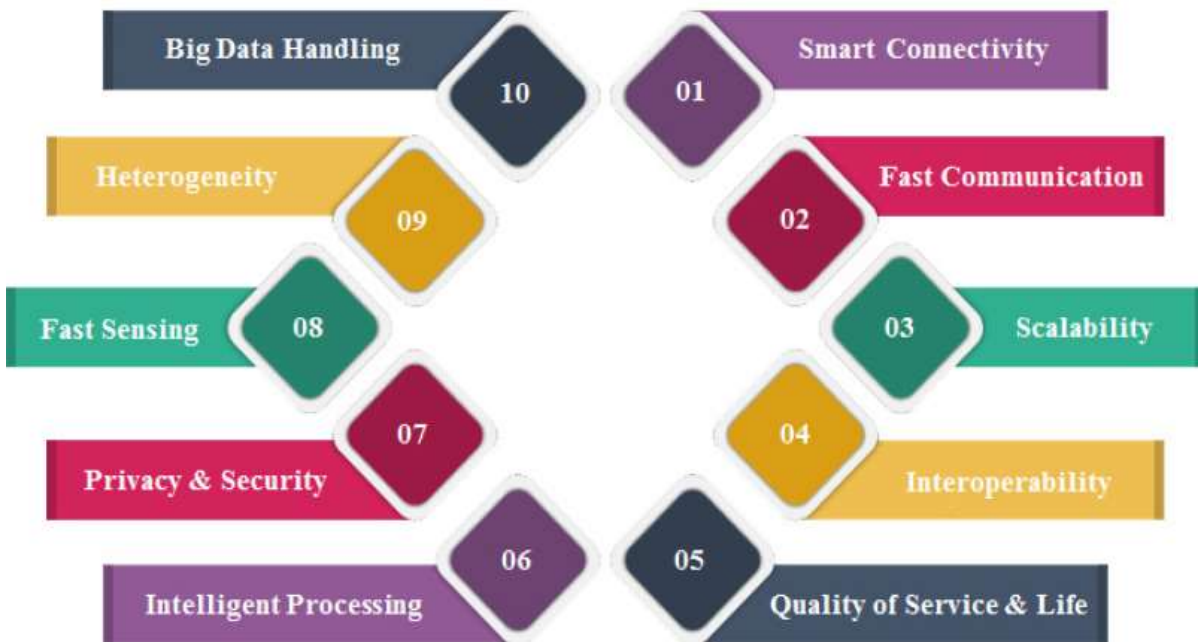 Big Data Handling
10
01
Smart Connectivity
Heterogeneity
09
02
Fast Communication
Fast Sensing
08
03
Scalability
Privacy & Security
07
04
Interoperability
Intelligent Processing
06
05
Quality of Service & Life